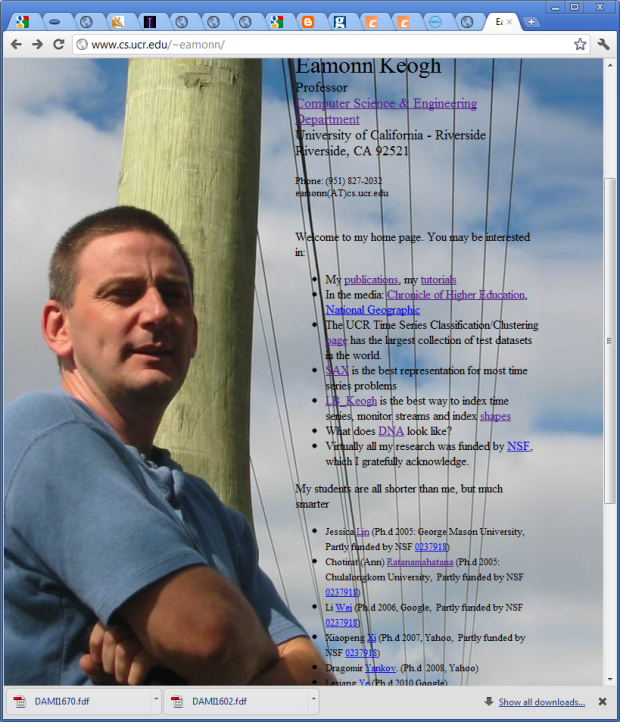 Ea
www.cs.ucr.edu/~eamonn/
Eamonn Keogh
Professor
Computer Science & Engineering
Department
University of California - Riverside
Riverside, CA 92521
Phone: (951) 827-2032
eamonn(AT)cs.ucr.edu
Welcome to my home page. You may be interested
in:
My publications, my tutorials
In the media: Chronicle of Higher Education,
National Geographic
The UCR Time Series Classification/Clustering
page has the largest collection of test datasets
in the world.
SAX is the best representation for most time
series problems
LB_Keogh is the best way to index time
series, monitor streams and index shapes
What does DNA look like?
Virtually all my research was funded by NSF,
which I gratefully acknowledge.
My students are all shorter than me, but much
smarter
Jessica Lin (Ph.d 2005: George Mason University,
Partly funded by NSF 0237918)
Chotirat (Ann) Ratanamahatana (Ph.d 2005:
Chulalongkorn University, Partly funded by NSF
0237918)
Li Wei (Ph.d 2006, Google, Partly funded by NSF
0237918)
Xiaopeng Xi (Ph.d 2007, Yahoo, Partly funded by
NSF 0237918)
Dragomir Yankov. (Ph.d 2008, Yahoo)
Lexiang Ye (Ph.d 2010 Google)
DAMI1670.fdf
DAMI1602.fdf
Show all downloads...